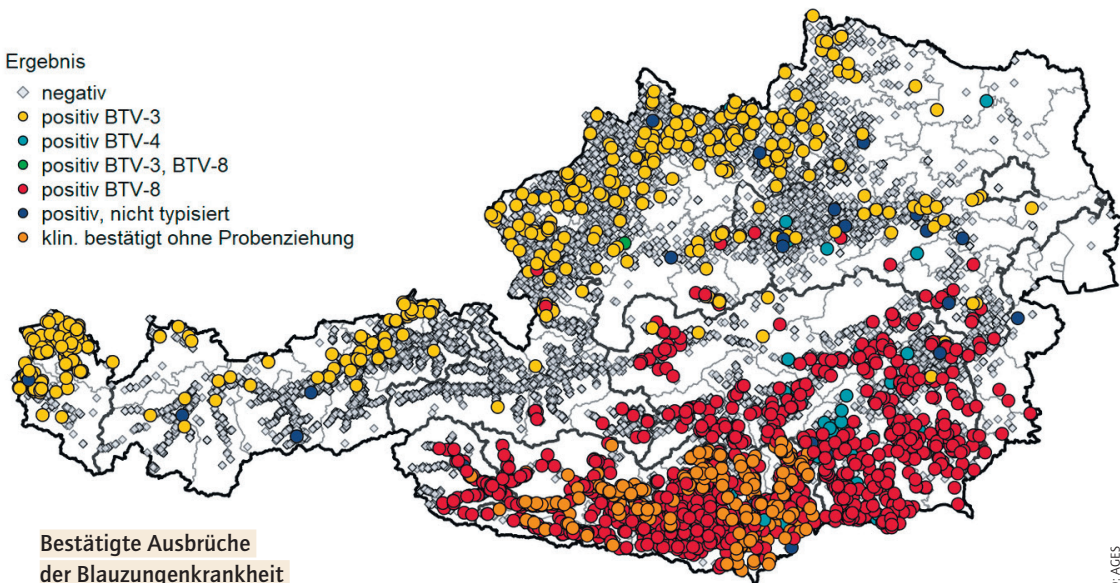 Ergebnis
negativ
positiv BTV-3
positiv BTV-4
positiv BTV-3, BTV-8
positiv BTV-8
positiv, nicht typisiert
klin. bestätigt ohne Probenziehung
Bestätigte Ausbrüche
der Blauzungenkrankheit
AGES